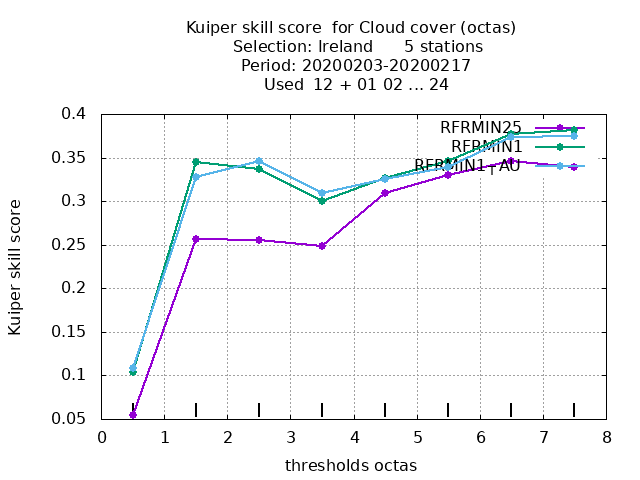 Kuiper skill score  for Cloud cover (octas)
Selection: Ireland      5 stations
Period: 20200203-20200217
Used  12 + 01 02 ... 24
0.4
RFRMIN25
RFRMIN1
0.35
RFRMIN1+AU
0.3
0.25
Kuiper skill score
0.2
0.15
0.1
0.05
0 1 2 3 4 5 6 7 8
thresholds octas